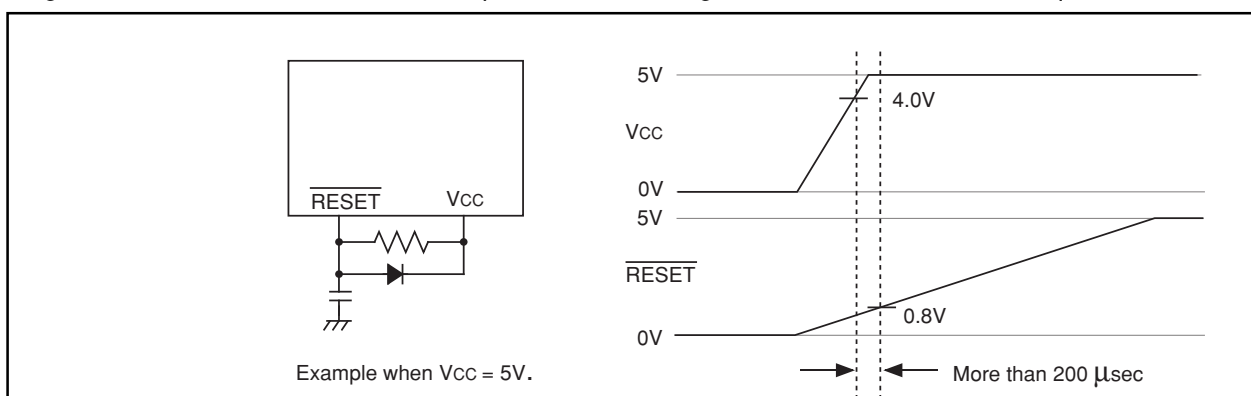 RESET VCC
Example when VCC = 5V.
5V
4.0V
VCC
0V
5V
RESET
0.8V
0V
More than 200 μsec